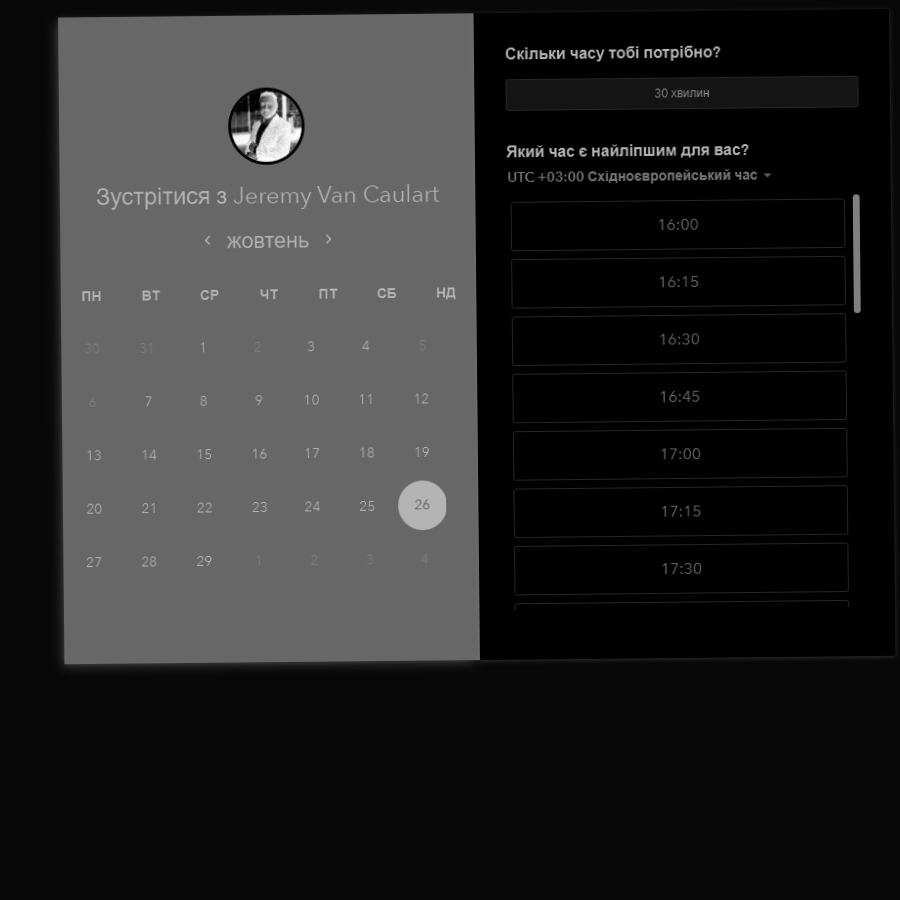 Зустрітися з Jeremy Van Caulart
жовтень
ПН ВТ СР ЧТ ПТ СБ НД
30 31 1 2 3 4 5
6 7 8 9 10 11 12
13 14 15 16 17 18 19
20 21 22 23 24 25 26
27 28 29 1 2 3 4
Скільки часу тобі потрібно?
30 хвилин
Який час є найліпшим для вас?
UTC +03:00 Східноєвропейський час
16:00
16:15
16:30
16:45
17:00
17:15
17:30